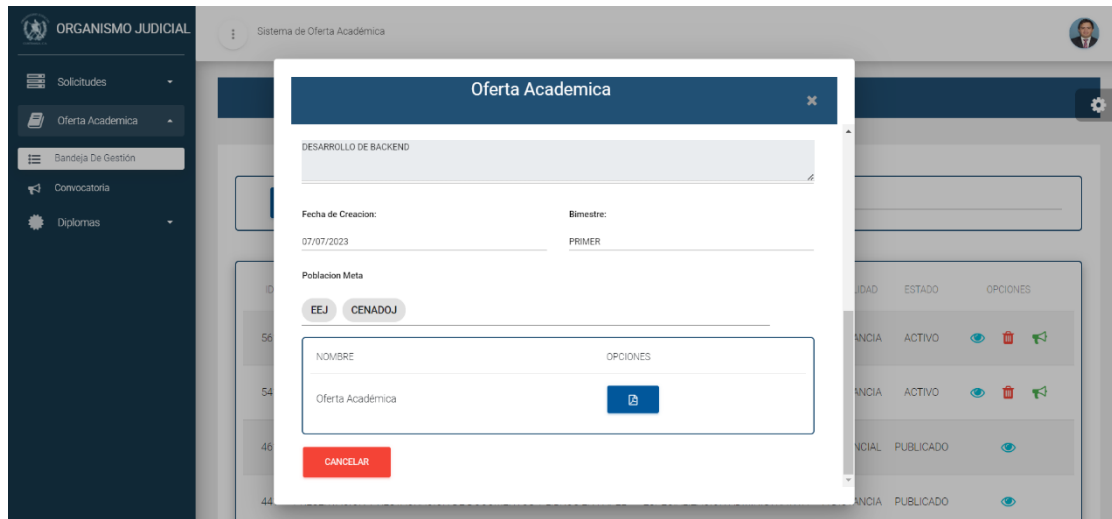 ORGANISMO JUDICIAL
Sistema de Oferta Académica
Solicitudes
Oferta Academica
Bandeja De Gestión
Convocatoria
Diplomas
Oferta Academica
DESARROLLO DE BACKEND
Fecha de Creacion: Bimestre:
07/07/2023 PRIMER
Poblacion Meta
EEJ CENADOJ
NOMBRE OPCIONES
Oferta Académica
CANCELAR
ESTADO OPCIONES
56 ACTIVO
54 ACTIVO
46 PUBLICADO
44 PUBLICADO